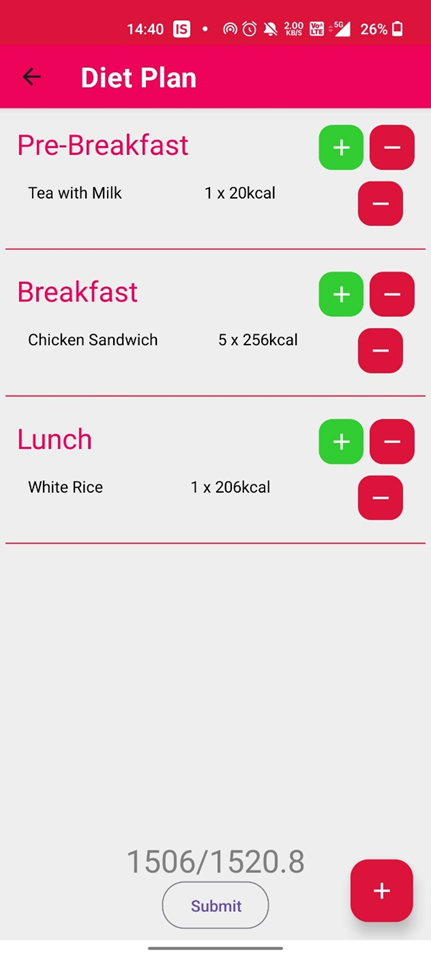 14:40 IS 2.00 KB/S Vo LTE 5G 26%
Diet Plan
Pre-Breakfast + −
Tea with Milk 1 x 20kcal −
Breakfast + −
Chicken Sandwich 5 x 256kcal −
Lunch + −
White Rice 1 x 206kcal −
1506/1520.8
+
Submit